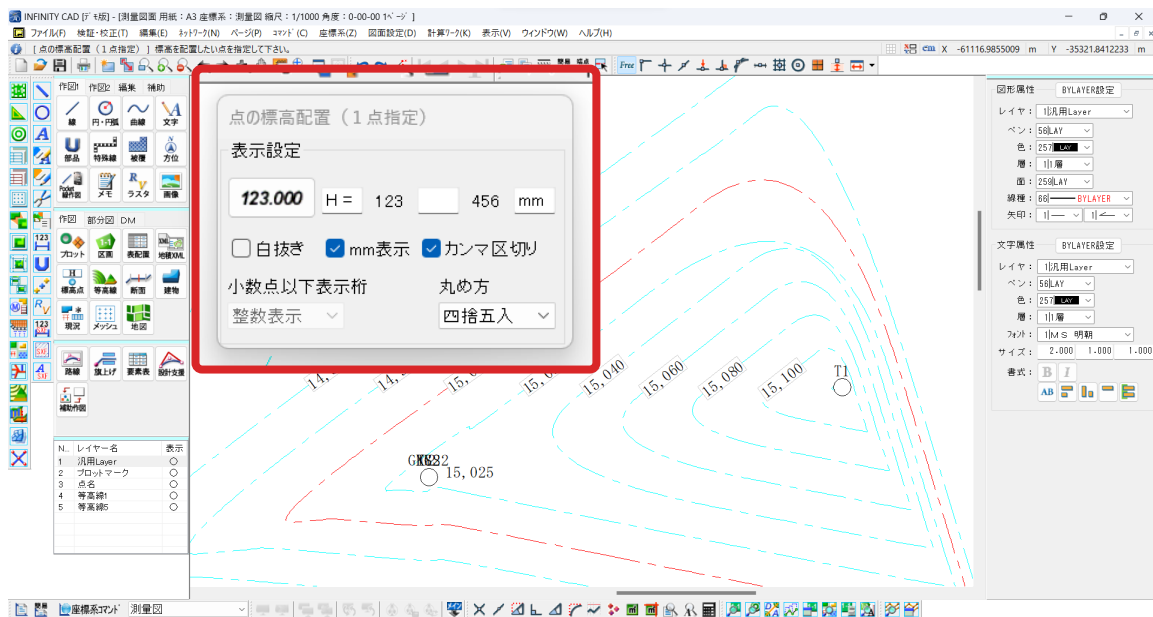 INFINITY CAD [ﾃﾞﾓ版] - [測量図面 用紙：A3 座標系：測量図 縮尺：1/1000 角度：0-00-00 1ﾍﾟｰｼﾞ ]
ファイル(F) 検証・校正(T) 編集(E) ﾈｯﾄﾜｰｸ(N) ページ(P) ｺﾏﾝﾄﾞ(C) 座標系(Z) 図面設定(D) 計算ﾜｰｸ(K) 表示(V) ウィンドウ(W) ヘルプ(H)
[ 点の標高配置（１点指定） ] 標高を配置したい点を指定して下さい。
cm X -61116.9855009 m Y -35321.8412233 m
Free
点の標高配置（１点指定）
表示設定
123.000 H = 123 456 mm
白抜き mm表示 カンマ区切り
小数点以下表示桁 丸め方
整数表示 四捨五入
作図1 作図2 編集 補助
線 円・円弧 曲線 文字
部品 特殊線 被覆 方位
Pocket 線作図 メモ ラスタ 画像
作図 部分図 DM
プロット 区画 表配置 地積XML
標高点 等高線 断面 建物
現況 メッシュ 地図
路線 旗上げ 要素表 設計支援
補助作図
N... レイヤー名 表示
1 汎用Layer ○
2 プロットマーク ○
3 点名 ○
4 等高線1 ○
5 等高線5 ○
15,040
15,060
15,080
15,100
T1
15,025
図形属性 BYLAYER設定
レイヤ： 1|汎用Layer
ペン： 56|LAY
色： 257 LAY
層： 1|1層
面： 259|LAY
線種： 66| BYLAYER
矢印： 1| 1|
文字属性 BYLAYER設定
レイヤ： 1|汎用Layer
ペン： 56|LAY
色： 257 LAY
層： 1|1層
ﾌｫﾝﾄ： 1|ＭＳ 明朝
サイズ： 2.000 1.000 1.000
書式： B I
AB
座標系ｺﾏﾝﾄﾞ 測量図